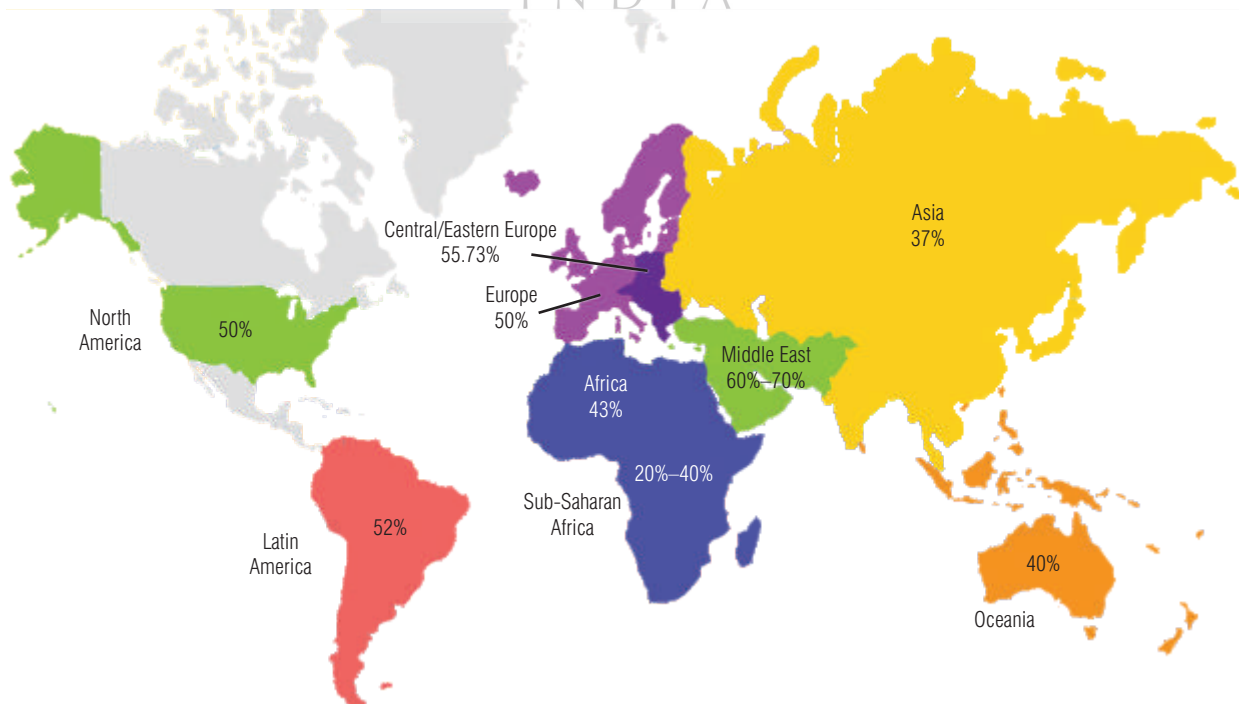 INDIA
Asia
37%
Central/Eastern Europe
55.73%
Europe
50%
North
America
50%
Middle East
60%–70%
Africa
43%
20%–40%
Sub-Saharan
Africa
52%
Latin
America
40%
Oceania